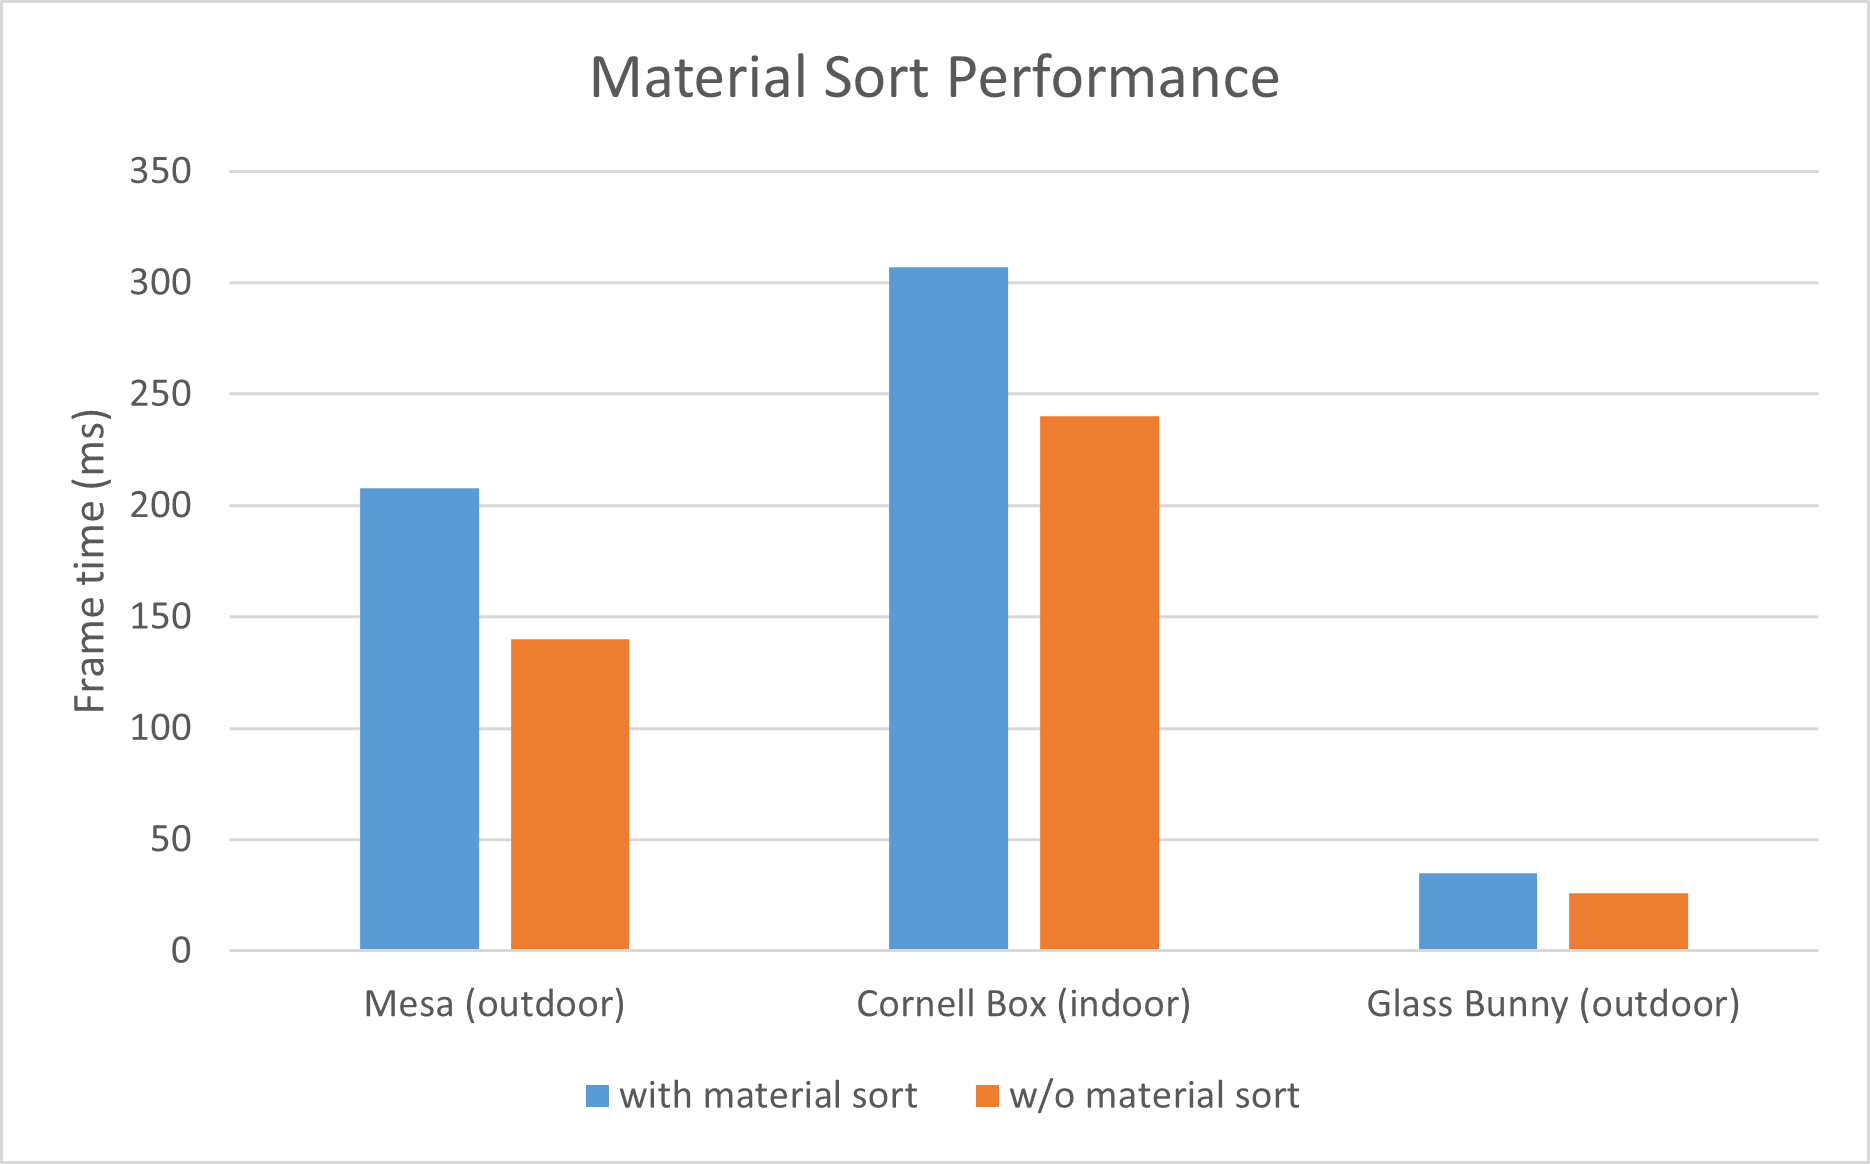 Material Sort Performance
350
300
250
200
150
100
50
0
Frame time (ms)
Mesa (outdoor)
Cornell Box (indoor)
Glass Bunny (outdoor)
with material sort
w/o material sort